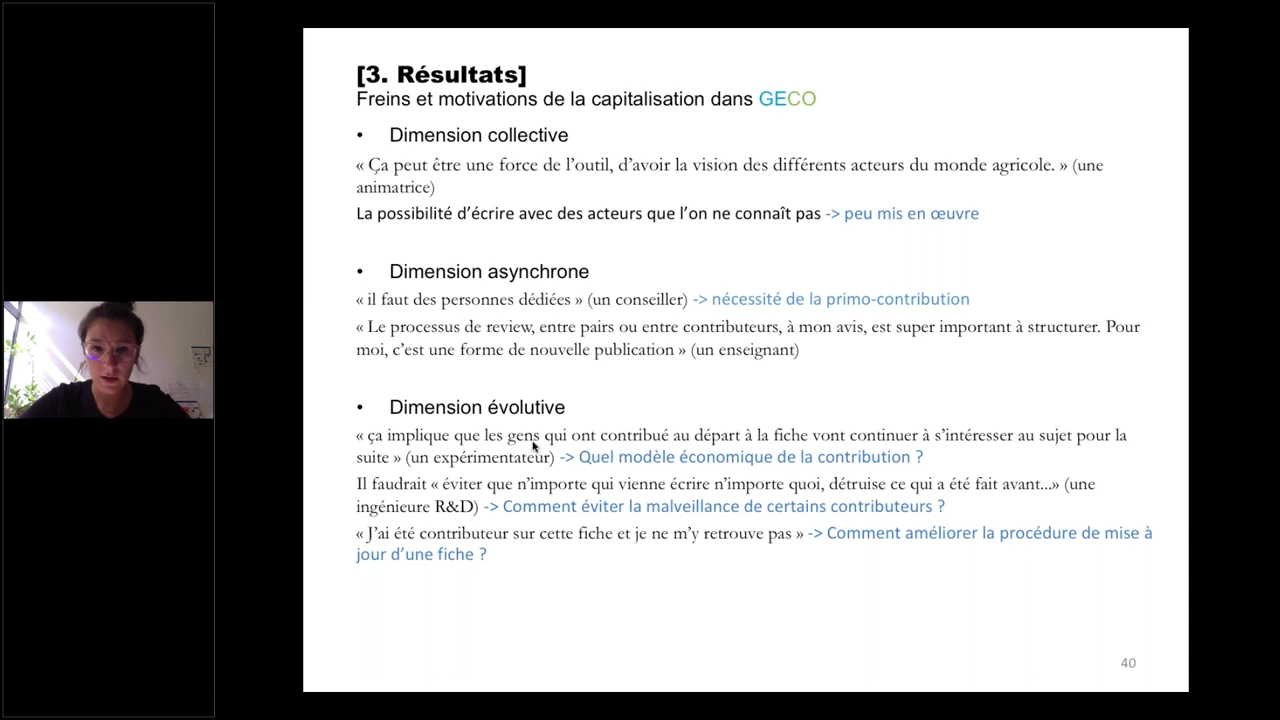 [3. Résultats]
Freins et motivations de la capitalisation dans GECO
• Dimension collective
« Ça peut être une force de l’outil, d’avoir la vision des différents acteurs du monde agricole. » (une
animatrice)
La possibilité d’écrire avec des acteurs que l’on ne connaît pas -> peu mis en œuvre
• Dimension asynchrone
« il faut des personnes dédiées » (un conseiller) -> nécessité de la primo-contribution
« Le processus de review, entre pairs ou entre contributeurs, à mon avis, est super important à structurer. Pour
moi, c’est une forme de nouvelle publication » (un enseignant)
• Dimension évolutive
« ça implique que les gens qui ont contribué au départ à la fiche vont continuer à s’intéresser au sujet pour la
suite » (un expérimentateur) -> Quel modèle économique de la contribution ?
Il faudrait « éviter que n’importe qui vienne écrire n’importe quoi, détruise ce qui a été fait avant...» (une
ingénieure R&D) -> Comment éviter la malveillance de certains contributeurs ?
« J’ai été contributeur sur cette fiche et je ne m’y retrouve pas » -> Comment améliorer la procédure de mise à
jour d’une fiche ?
40